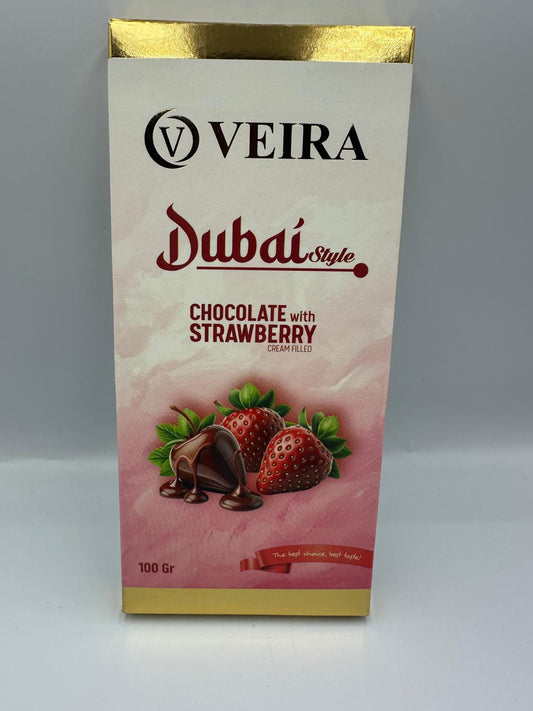 V VEIRA
Dubai Style
CHOCOLATE with
STRAWBERRY
CREAM FILLED
The best choice, best taste!
100 Gr